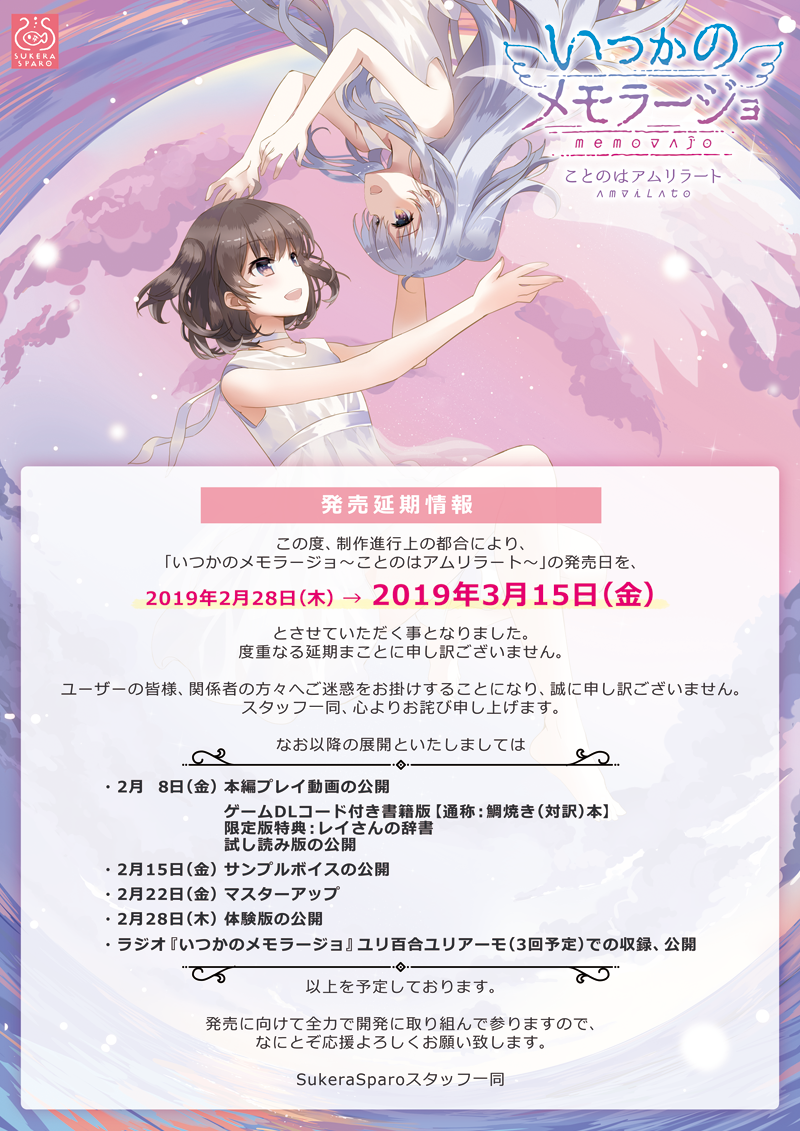 SUKERA
SPARO
いつかの
メモラージョ
memoraĵo
ことのはアムリラート
amrilato
発売延期情報
この度、制作進行上の都合により、
「いつかのメモラージョ～ことのはアムリラート～」の発売日を、
2019年2月28日（木）→ 2019年3月15日（金）
とさせていただく事となりました。
度重なる延期まことに申し訳ございません。
ユーザーの皆様、関係者の方々へご迷惑をお掛けすることになり、誠に申し訳ございません。
スタッフ一同、心よりお詫び申し上げます。
なお以降の展開といたしましては
・2月 8日（金） 本編プレイ動画の公開
ゲームDLコード付き書籍版【通称：鯛焼き（対訳）本】
限定版特典：レイさんの辞書
試し読み版の公開
・2月15日（金） サンプルボイスの公開
・2月22日（金） マスターアップ
・2月28日（木） 体験版の公開
・ラジオ『いつかのメモラージョ』ユリ百合ユリアーモ（3回予定）での収録、公開
以上を予定しております。
発売に向けて全力で開発に取り組んで参りますので、
なにとぞ応援よろしくお願い致します。
SukeraSparoスタッフ一同